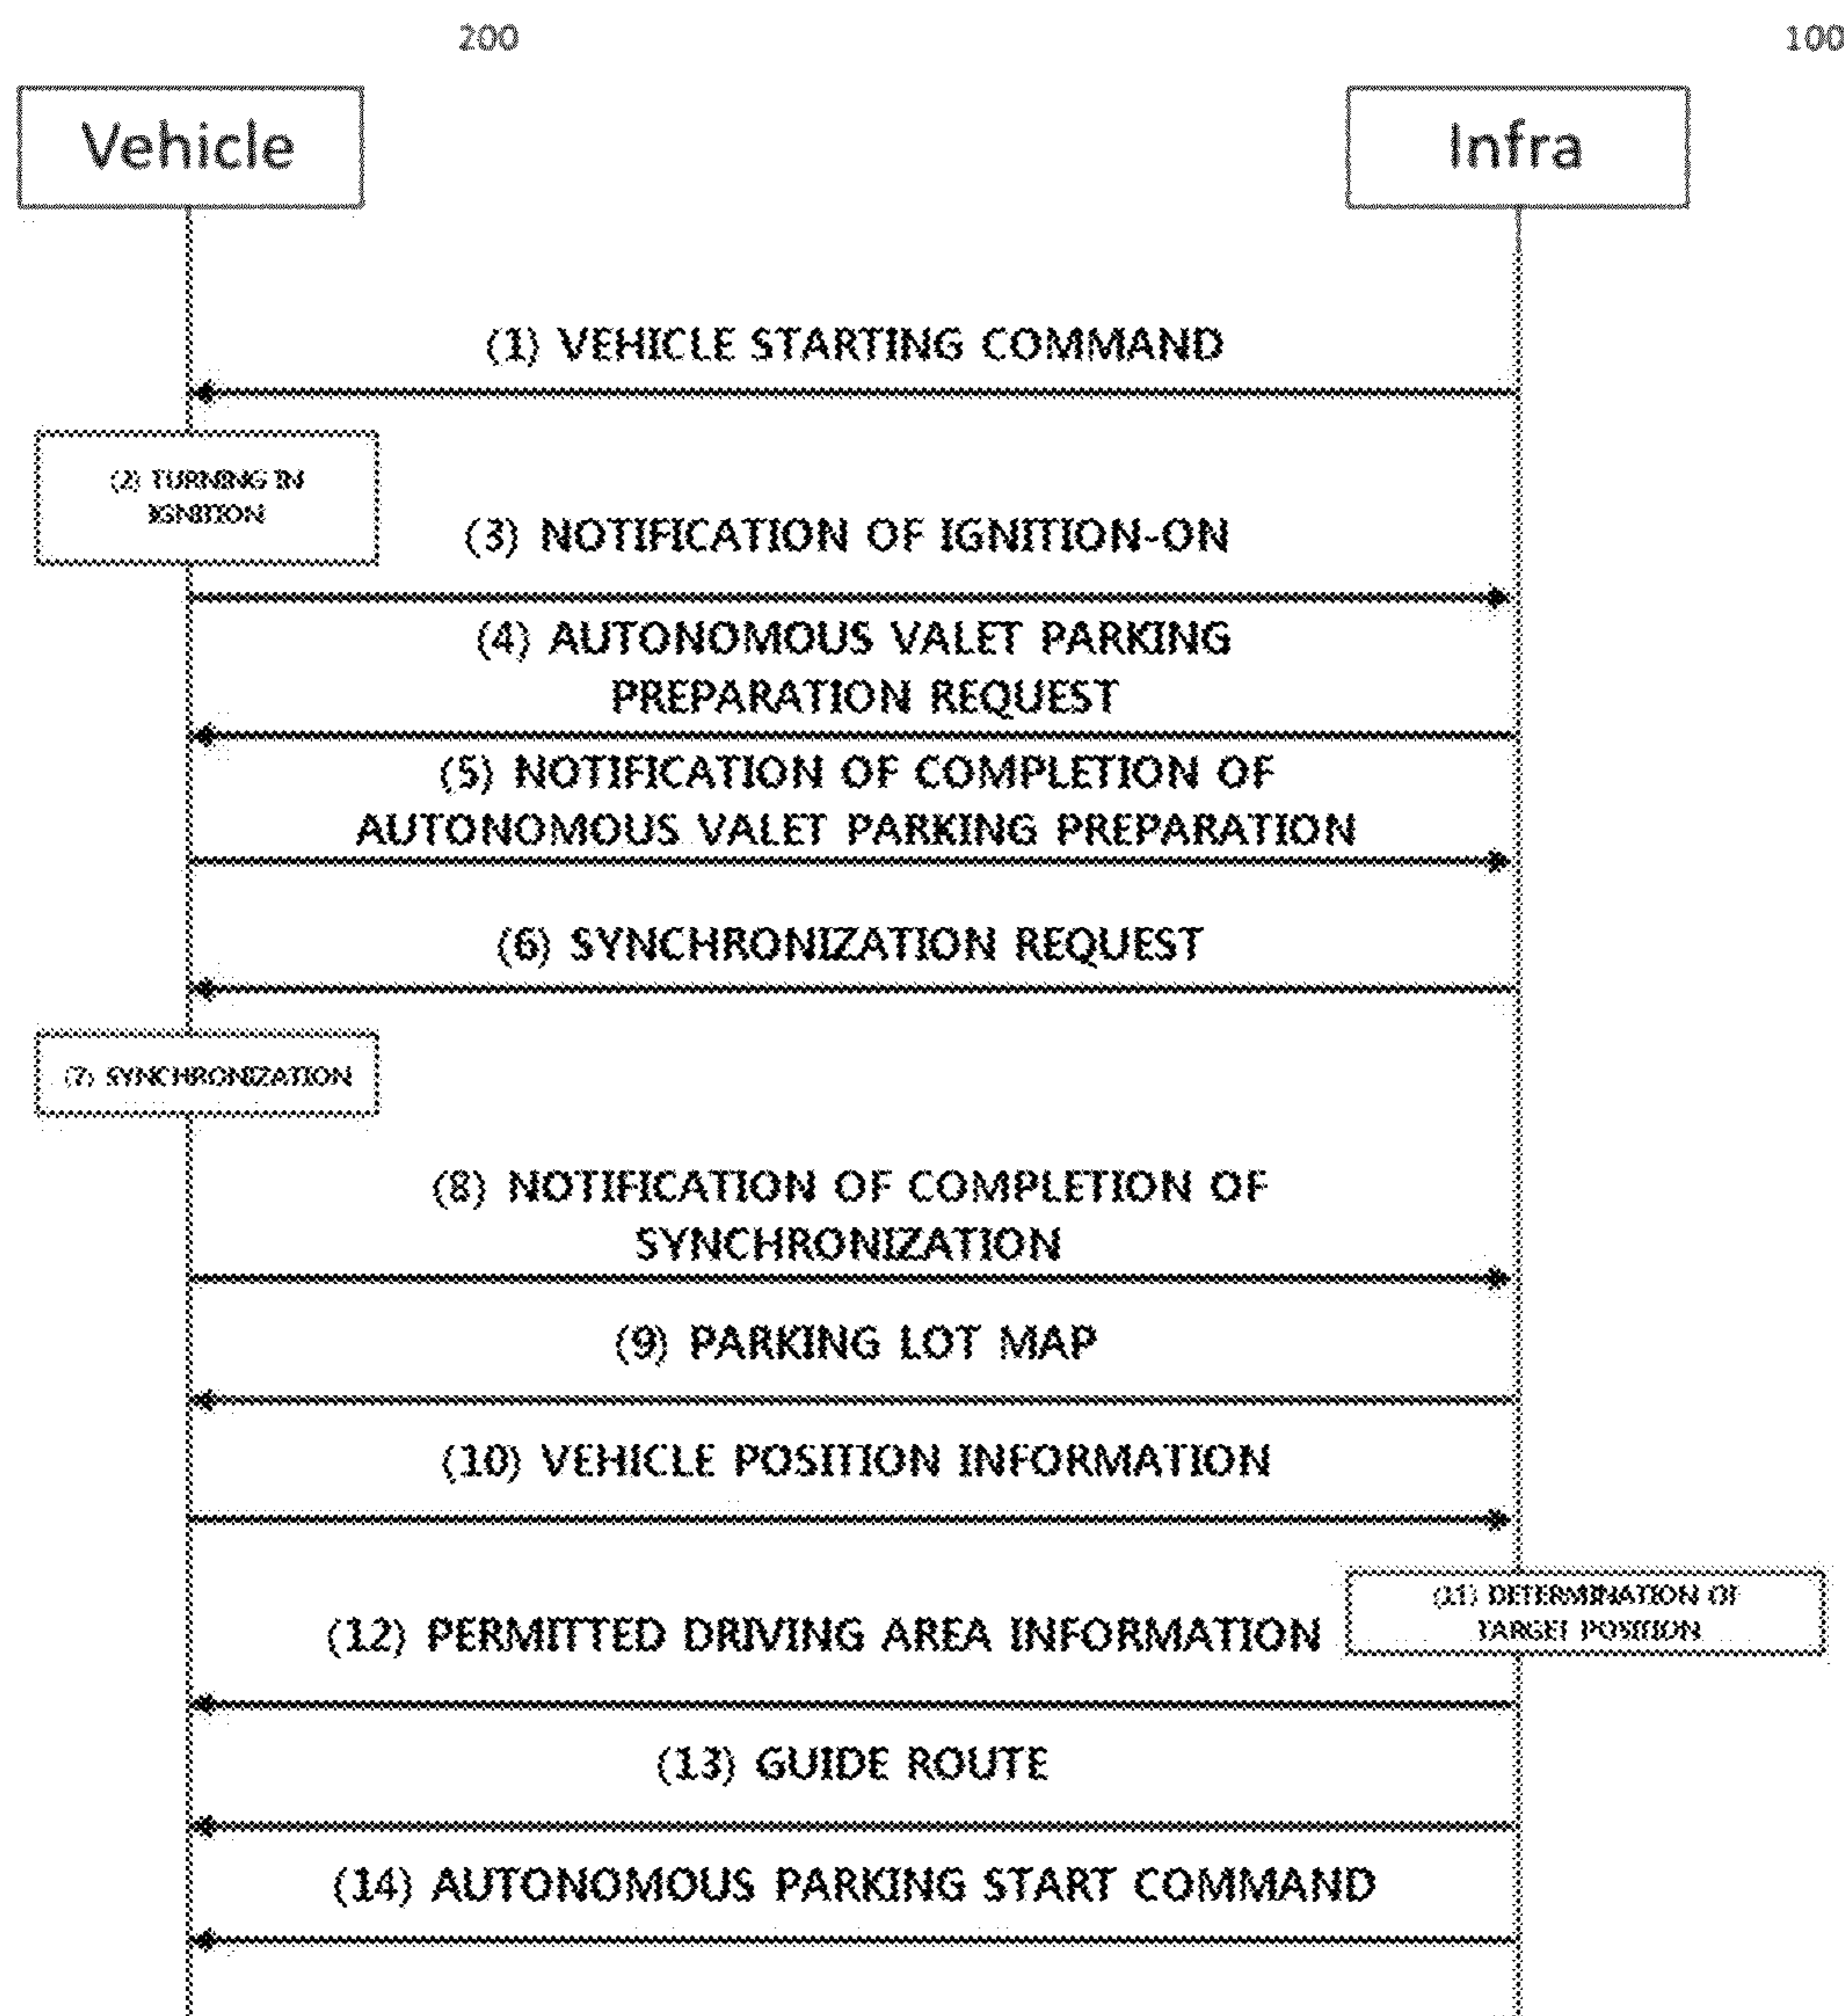 200
100
Vehicle
Infra
(1) VEHICLE STARTING COMMAND
(2) TURNING IN
IGNITION
(3) NOTIFICATION OF IGNITION-ON
(4) AUTONOMOUS VALET PARKING
PREPARATION REQUEST
(5) NOTIFICATION OF COMPLETION OF
AUTONOMOUS VALET PARKING PREPARATION
(6) SYNCHRONIZATION REQUEST
(7) SYNCHRONIZATION
(8) NOTIFICATION OF COMPLETION OF
SYNCHRONIZATION
(9) PARKING LOT MAP
(10) VEHICLE POSITION INFORMATION
(11) DETERMINATION OF
TARGET POSITION
(12) PERMITTED DRIVING AREA INFORMATION
(13) GUIDE ROUTE
(14) AUTONOMOUS PARKING START COMMAND